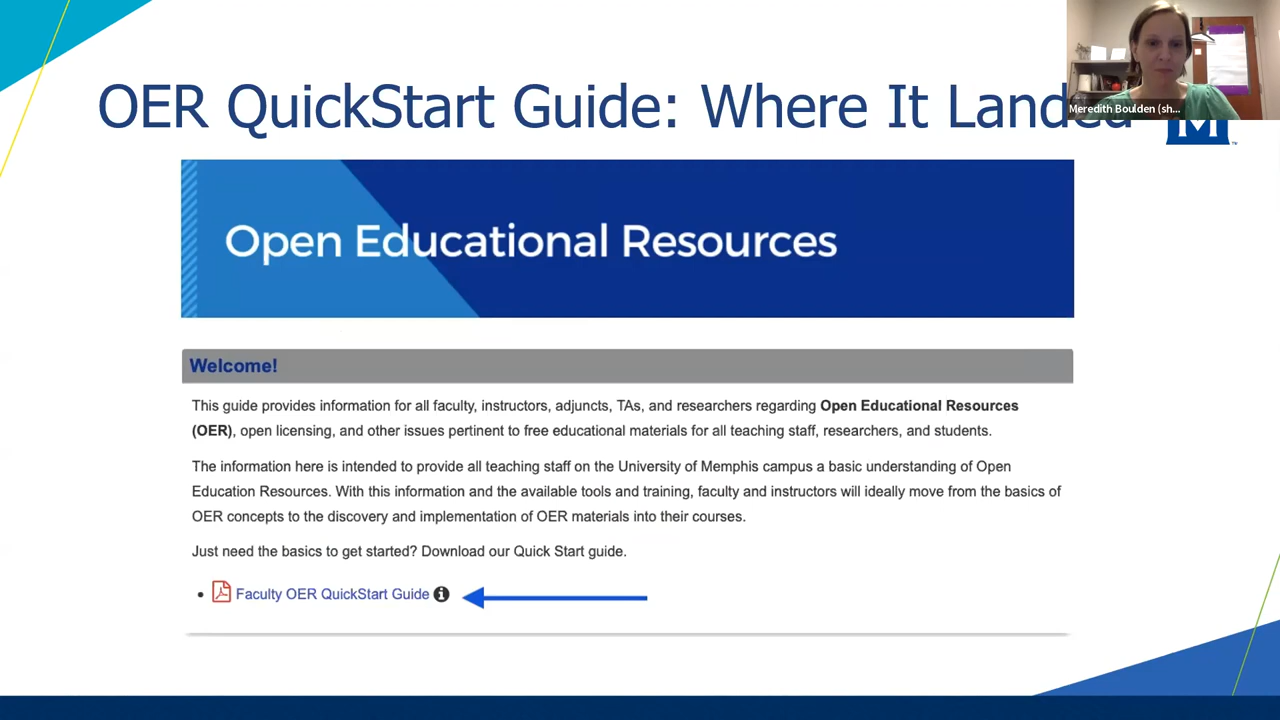 OER QuickStart Guide: Where It Landed
Meredith Boulden (sh...
M
™
Open Educational Resources
Welcome!
This guide provides information for all faculty, instructors, adjuncts, TAs, and researchers regarding Open Educational Resources
(OER), open licensing, and other issues pertinent to free educational materials for all teaching staff, researchers, and students.
The information here is intended to provide all teaching staff on the University of Memphis campus a basic understanding of Open
Education Resources. With this information and the available tools and training, faculty and instructors will ideally move from the basics of
OER concepts to the discovery and implementation of OER materials into their courses.
Just need the basics to get started? Download our Quick Start guide.
• Faculty OER QuickStart Guide